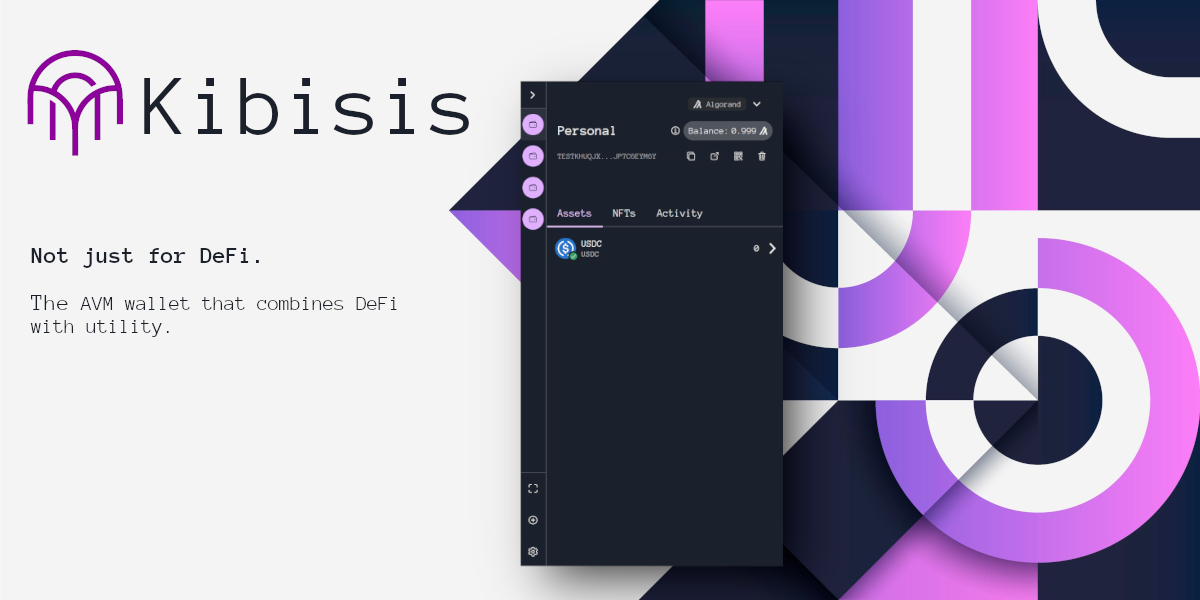 Kibisis
Not just for DeFi.
The AVM wallet that combines DeFi
with utility.
Algorand
Personal
Balance: 0.999
TESTKHUQJX...JP7C6EYM6Y
Assets NFTs Activity
USDC
USDC
0